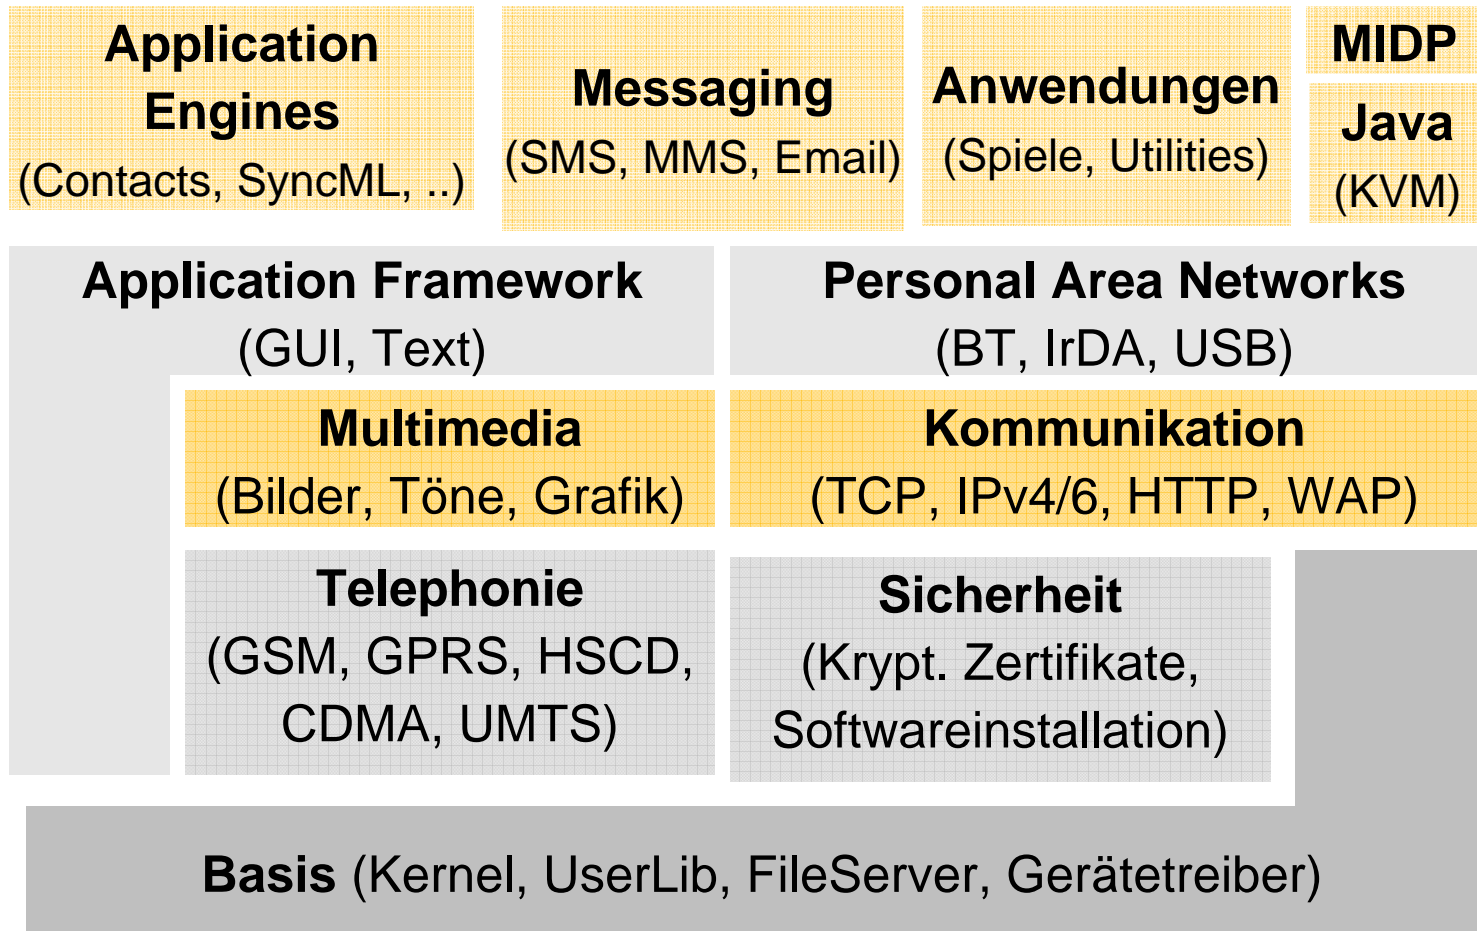 Application
Engines
(Contacts, SyncML, ..)
Messaging
(SMS, MMS, Email)
Anwendungen
(Spiele, Utilities)
MIDP
Java
(KVM)
Application Framework
(GUI, Text)
Personal Area Networks
(BT, IrDA, USB)
Multimedia
(Bilder, Töne, Grafik)
Kommunikation
(TCP, IPv4/6, HTTP, WAP)
Telephonie
(GSM, GPRS, HSCD,
CDMA, UMTS)
Sicherheit
(Krypt. Zertifikate,
Softwareinstallation)
Basis (Kernel, UserLib, FileServer, Gerätetreiber)